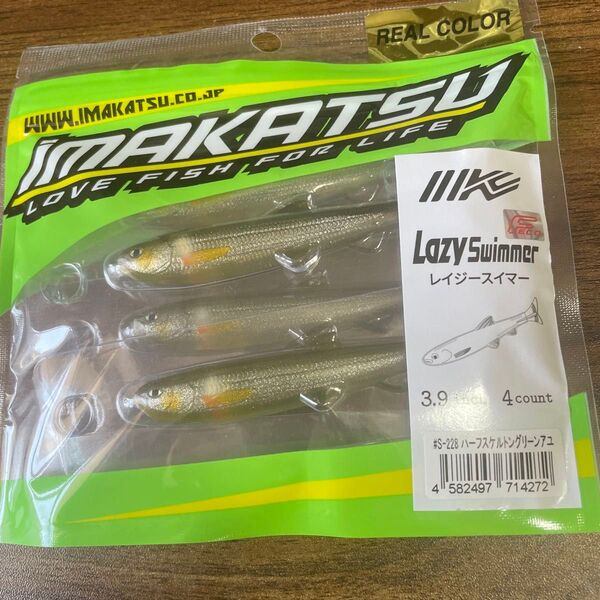 REAL COLOR
WWW.IMAKATSU.CO.JP
IMAKATSU
LOVE FISH FOR LIFE
IKE
Lazy Swimmer
レイジースイマー
3.9 inch 4 count
#S-228 ハーフスケルトングリーンアユ
4 582497 714272